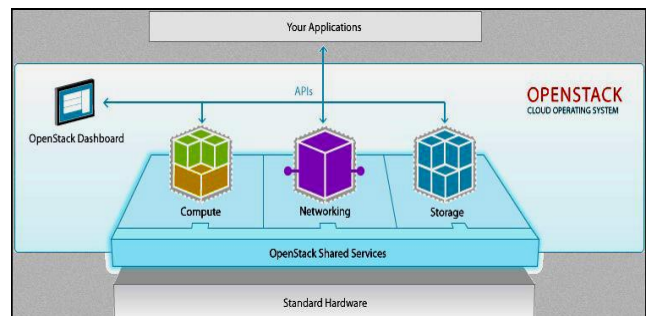 Your Applications
APIs
OPENSTACK
CLOUD OPERATING SYSTEM
OpenStack Dashboard
Compute
Networking
Storage
OpenStack Shared Services
Standard Hardware